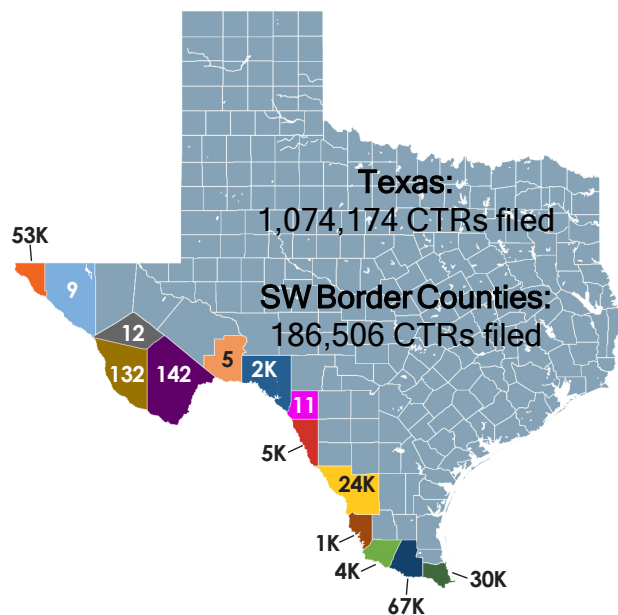 Texas:
1,074,174 CTRs filed
53K
9
SW Border Counties:
186,506 CTRs filed
12
132
142
5
2K
11
5K
24K
1K
4K
67K
30K